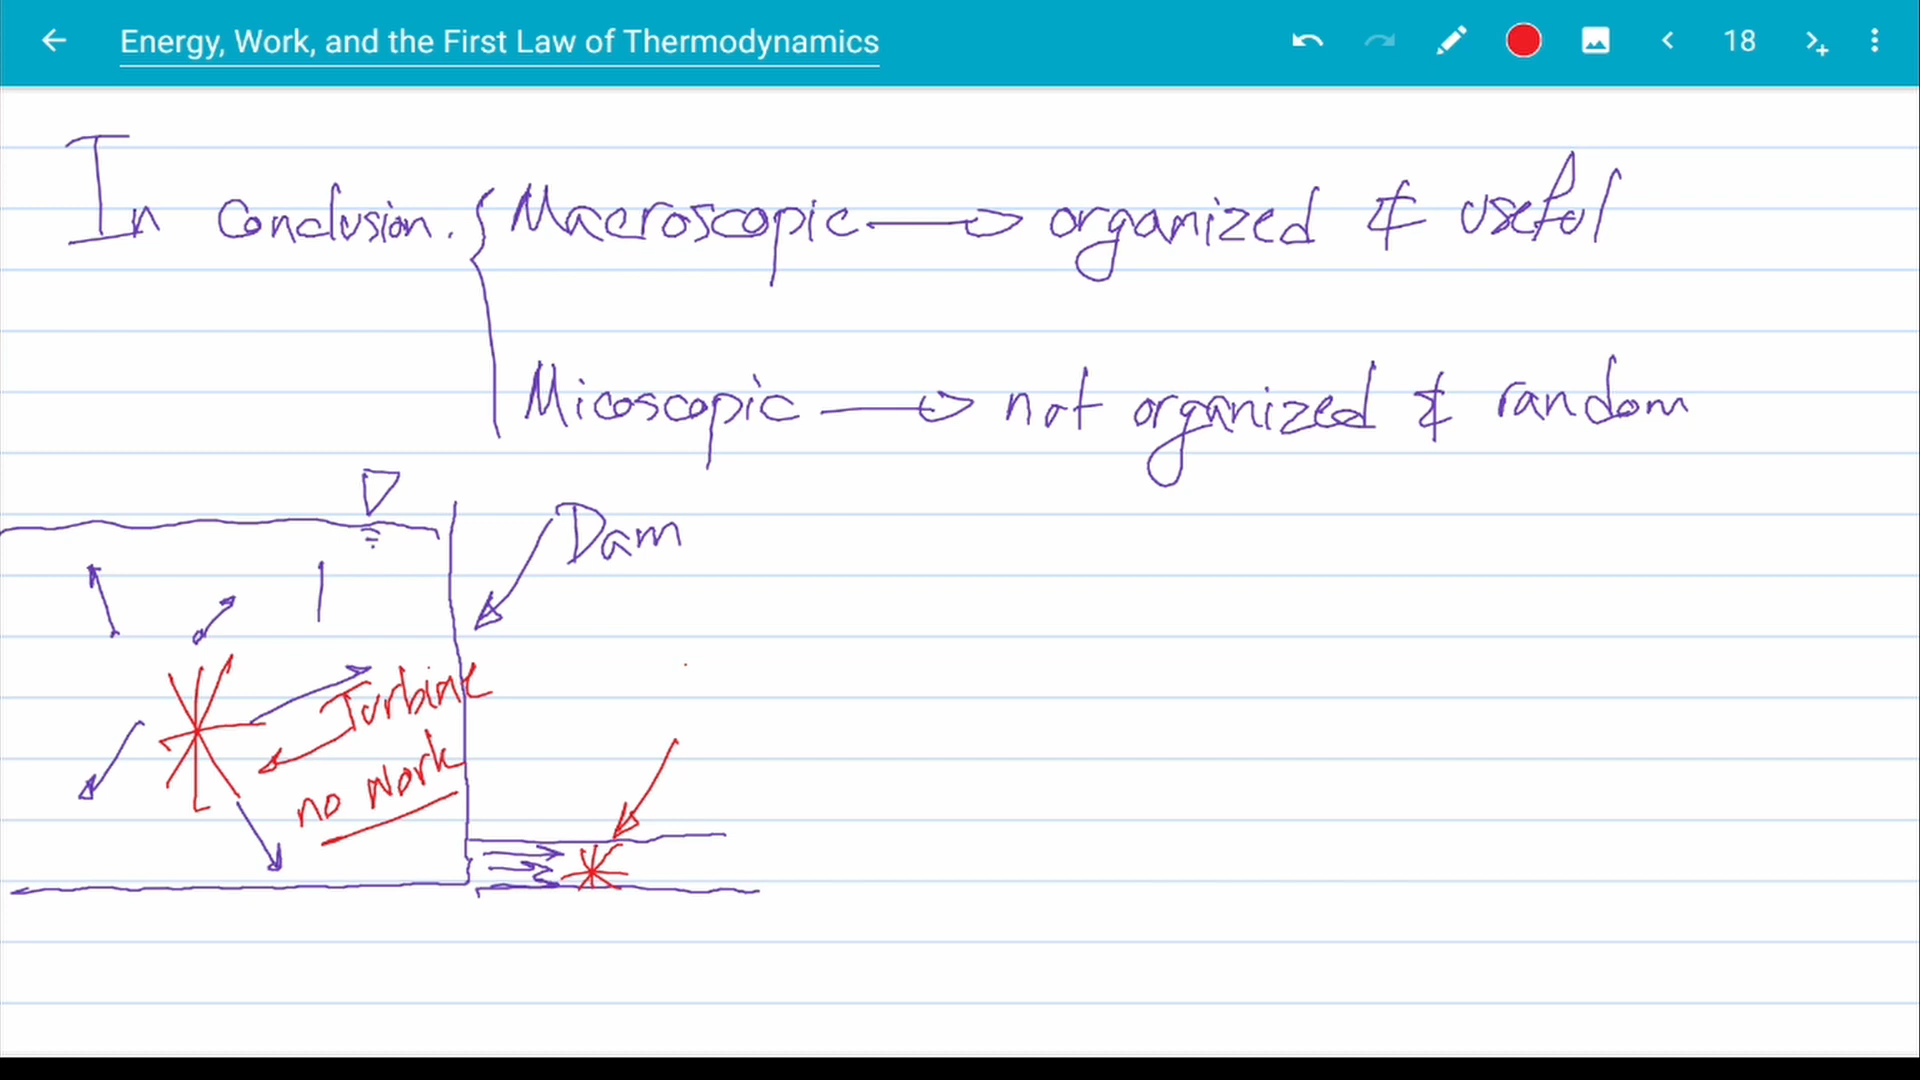 Energy, Work, and the First Law of Thermodynamics
18
In Conclusion. { Macroscopic → organized & useful
Micoscopic → not organized & random
Dam
Turbine
no Work